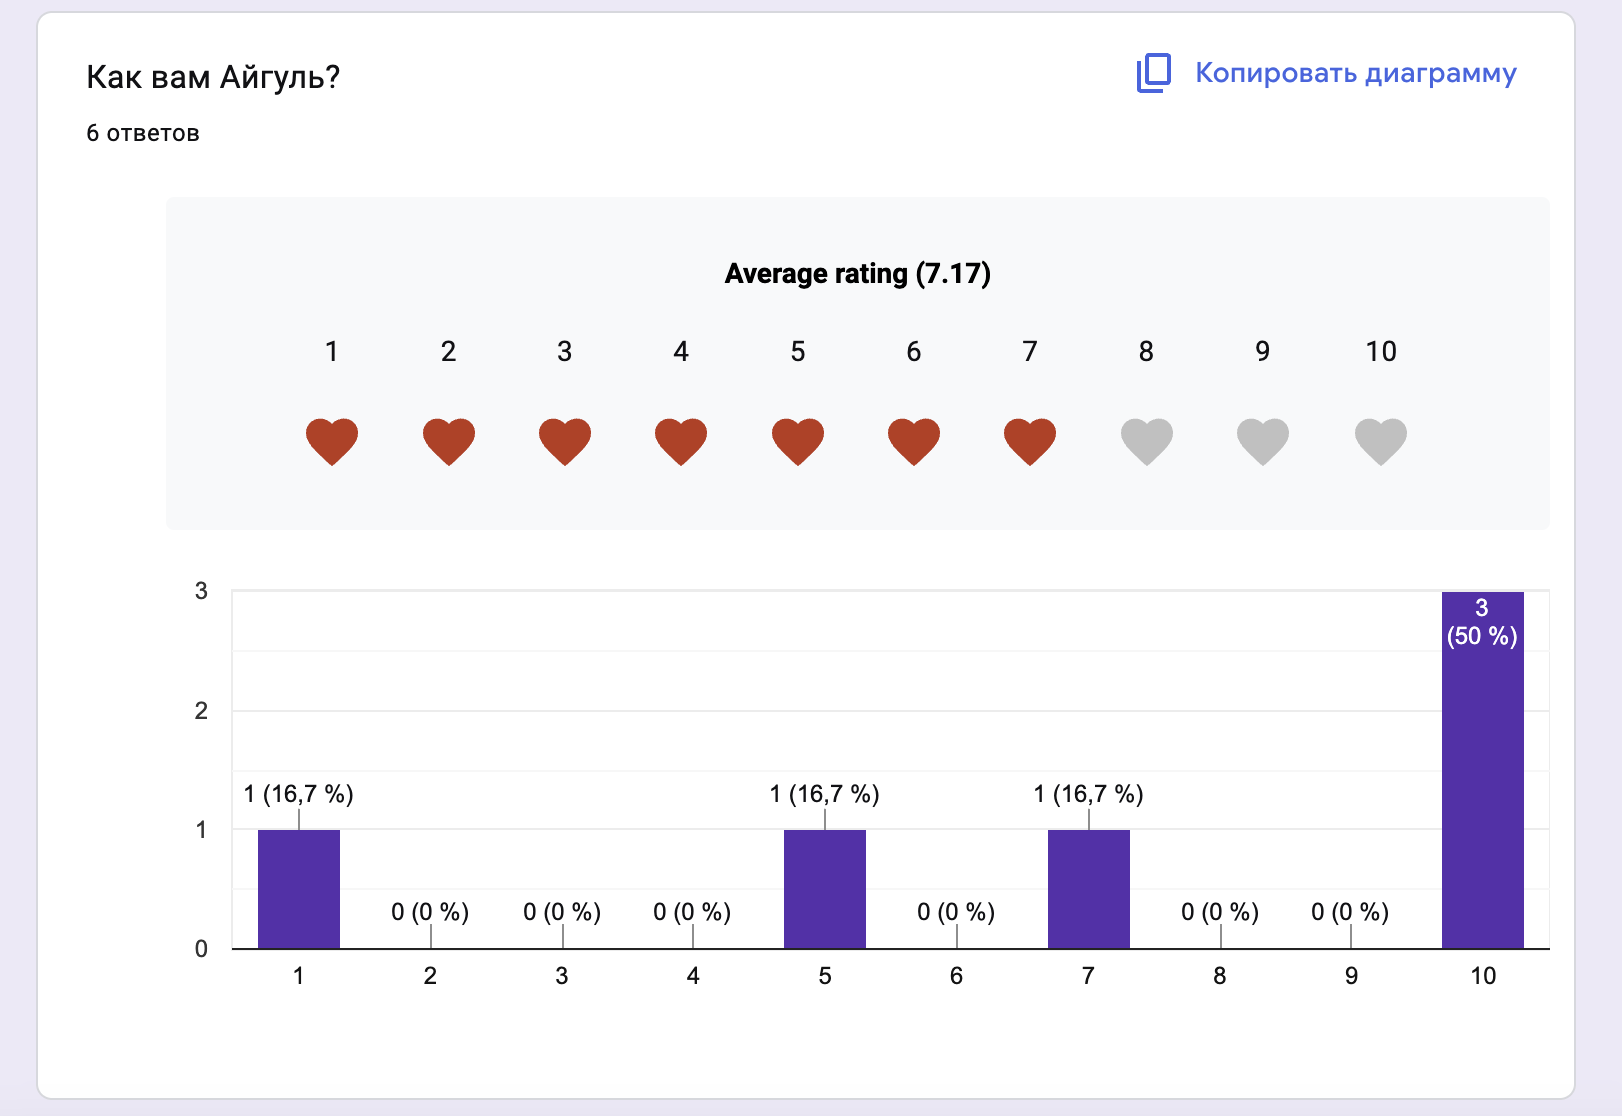 Как вам Айгуль?
Копировать диаграмму
6 ответов
Average rating (7.17)
1 2 3 4 5 6 7 8 9 10
3
3
(50 %)
2
1 (16,7 %) 1 (16,7 %) 1 (16,7 %)
1
0 (0 %) 0 (0 %) 0 (0 %) 0 (0 %) 0 (0 %) 0 (0 %)
0
1 2 3 4 5 6 7 8 9 10